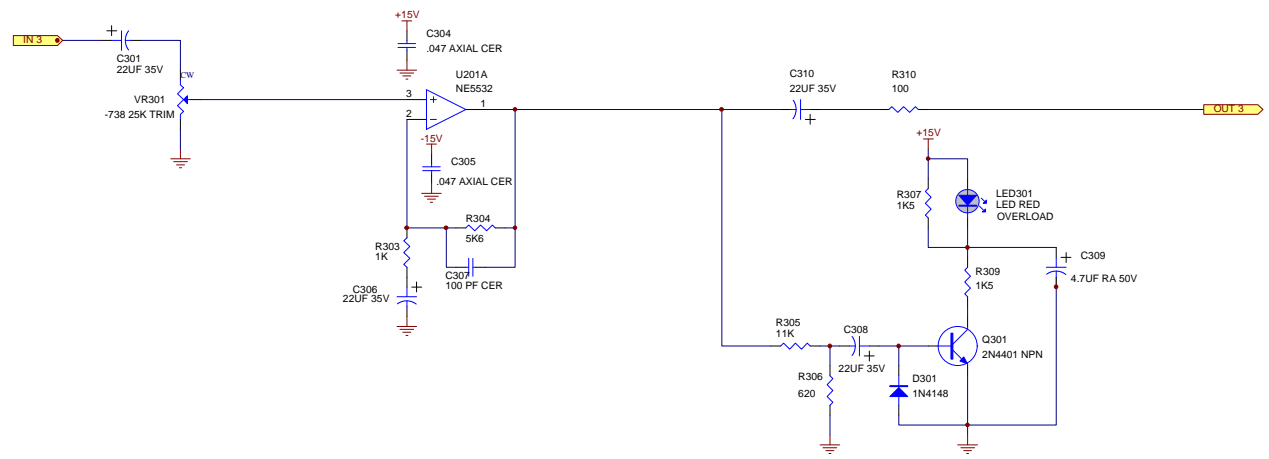 IN 3
+
C301
22UF 35V
CW
VR301
-738 25K TRIM
+15V
C304
.047 AXIAL CER
U201A
NE5532
3
+
1
2
-15V
C305
.047 AXIAL CER
R304
5K6
R303
1K
C307
100 PF CER
+
C306
22UF 35V
C310
22UF 35V
+
R310
100
OUT 3
+15V
R307
1K5
LED301
LED RED
OVERLOAD
+
C309
4.7UF RA 50V
R309
1K5
R305
11K
C308
+
22UF 35V
Q301
2N4401 NPN
R306
620
D301
1N4148